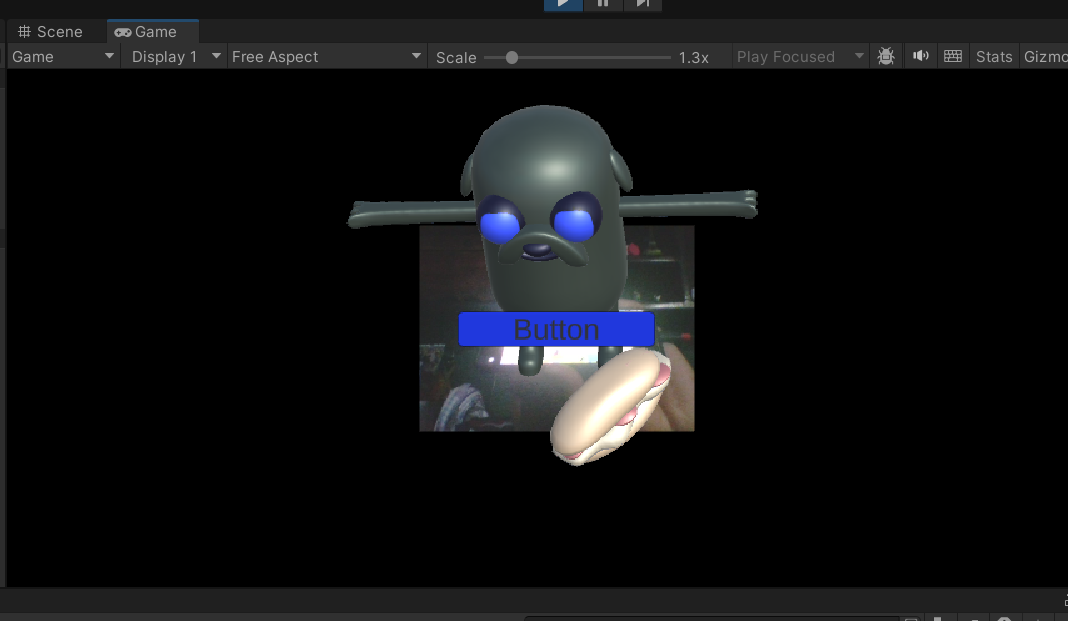 Scene Game
Game Display 1 Free Aspect Scale 1.3x Play Focused Stats Gizmo
Button